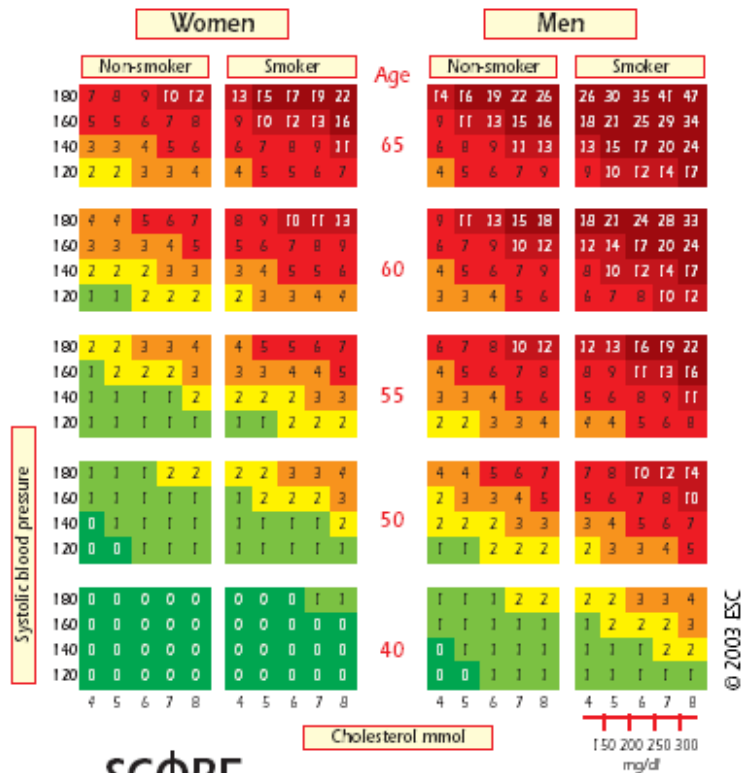 Women Men
Non-smoker Smoker Age Non-smoker Smoker
180 7 8 9 10 12 13 15 17 19 22 14 16 19 22 26 26 30 35 41 47
160 5 5 6 7 8 9 10 12 13 16 9 11 13 15 16 18 21 25 29 34
140 3 3 4 5 6 6 7 8 9 11 65 6 8 9 11 13 13 15 17 20 24
120 2 2 3 3 4 4 5 5 6 7 4 5 6 7 9 9 10 12 14 17
180 4 4 5 6 7 8 9 10 11 13 9 11 13 15 18 18 21 24 28 33
160 3 3 3 4 5 5 6 7 8 9 6 7 9 10 12 12 14 17 20 24
140 2 2 2 3 3 3 4 5 5 6 60 4 5 6 7 9 8 10 12 14 17
120 1 1 2 2 2 2 3 3 4 4 3 3 4 5 6 6 7 8 10 12
180 2 2 3 3 4 4 5 5 6 7 6 7 8 10 12 12 13 16 19 22
160 1 2 2 2 3 3 3 4 4 5 4 5 6 7 8 8 9 11 13 16
140 1 1 1 1 2 2 2 2 3 3 55 3 3 4 5 6 5 6 8 9 11
120 1 1 1 1 1 1 1 2 2 2 2 2 3 3 4 4 4 5 6 8
180 1 1 1 2 2 2 2 3 3 4 4 4 5 6 7 7 8 10 12 14
160 1 1 1 1 1 1 2 2 2 3 2 3 3 4 5 5 6 7 8 10
140 0 1 1 1 1 1 1 1 1 2 50 2 2 2 3 3 3 4 5 6 7
120 0 0 1 1 1 1 1 1 1 1 1 1 2 2 2 2 3 3 4 5
180 0 0 0 0 0 0 0 0 1 1 1 1 1 2 2 2 2 3 3 4
160 0 0 0 0 0 0 0 0 0 0 1 1 1 1 1 1 2 2 2 3
140 0 0 0 0 0 0 0 0 0 0 40 0 1 1 1 1 1 1 1 2 2
120 0 0 0 0 0 0 0 0 0 0 0 0 1 1 1 1 1 1 1 1
4 5 6 7 8 4 5 6 7 8 4 5 6 7 8 4 5 6 7 8
Systolic blood pressure
Cholesterol mmol
150 200 250 300
mg/dl
© 2003 ESC